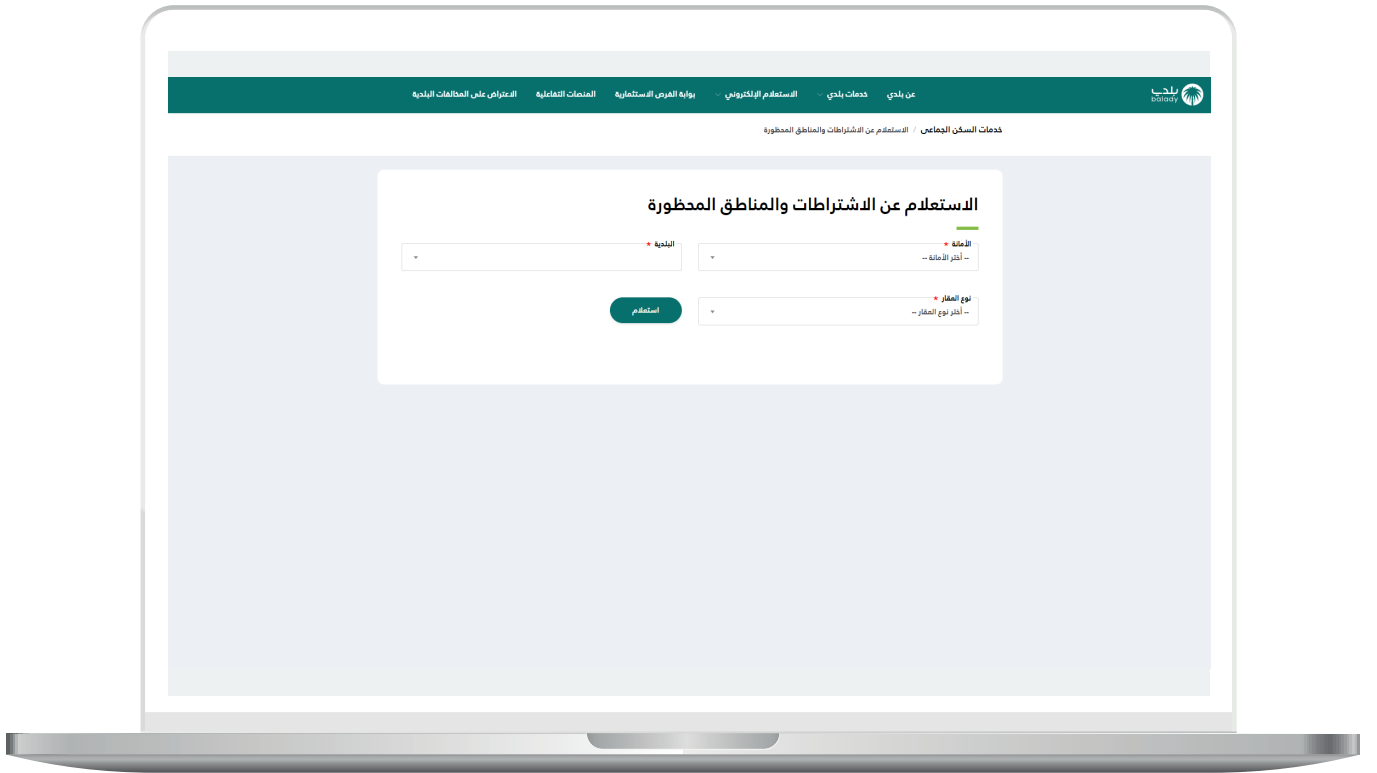 بلدي
balady
عن بلدي
خدمات بلدي
الاستعلام الإلكتروني
بوابة الفرص الاستثمارية
المنصات التفاعلية
الاعتراض على المخالفات البلدية
خدمات السكن الجماعي / الاستعلام عن الاشتراطات والمناطق المحظورة
الاستعلام عن الاشتراطات والمناطق المحظورة
الأمانة *
-- أختر الأمانة --
البلدية *
نوع العقار *
-- أختر نوع العقار --
استعلام